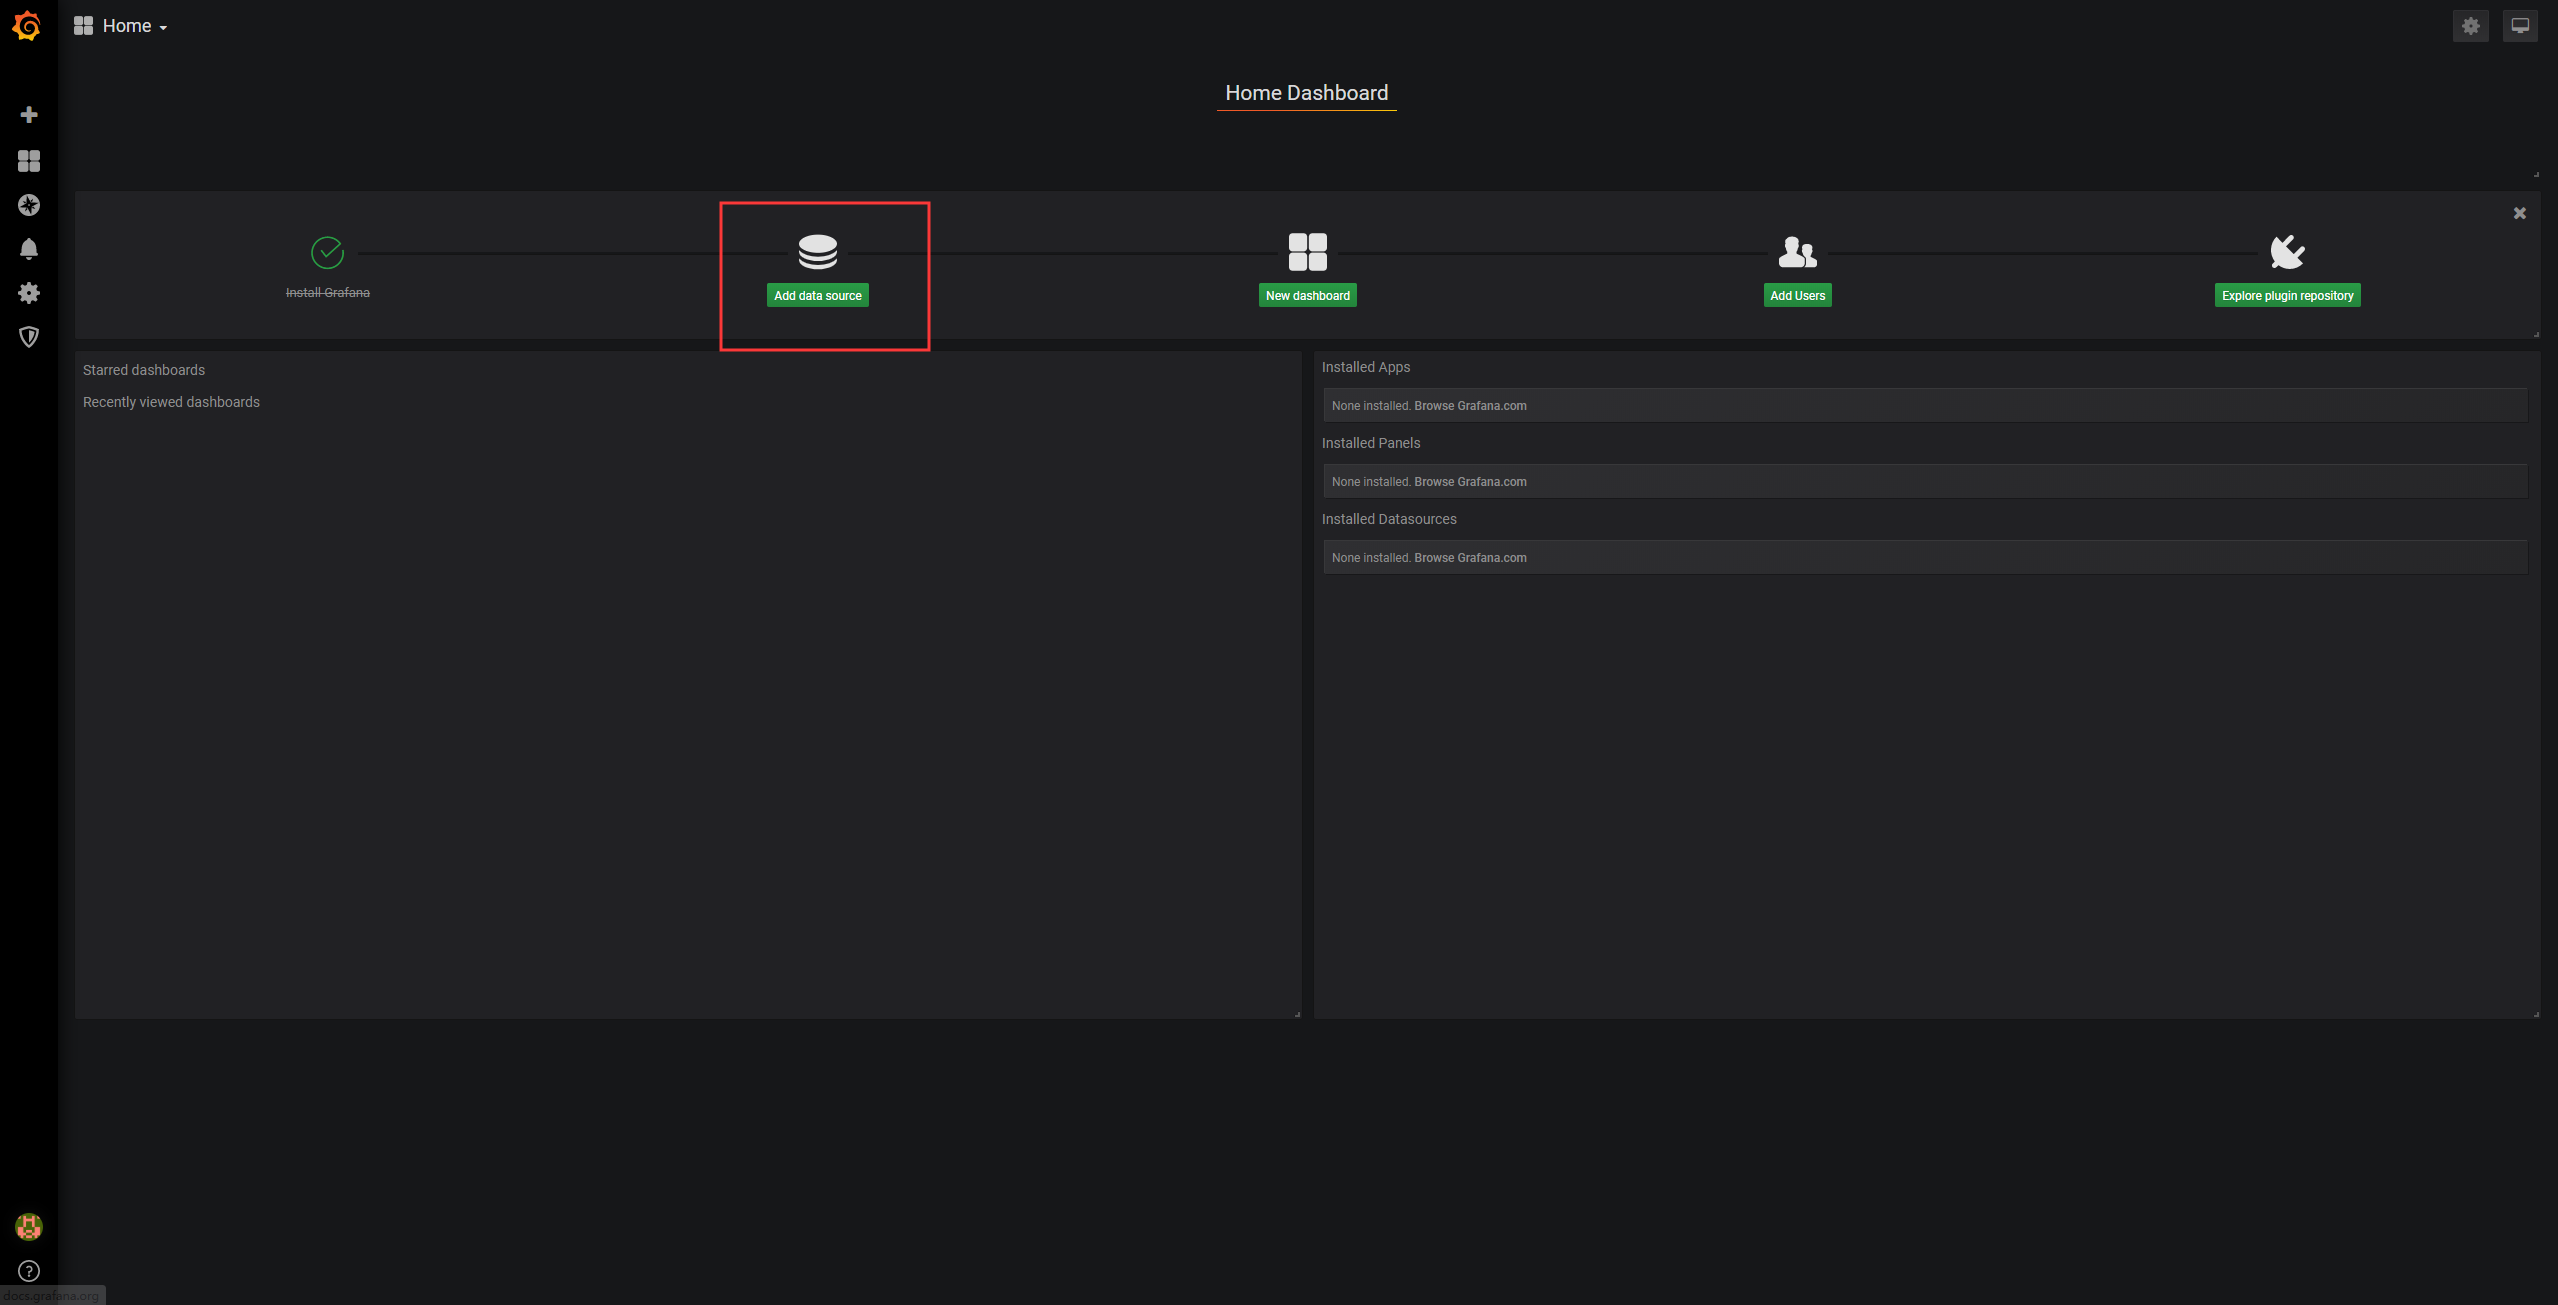 Home
Home Dashboard
Install Grafana
Add data source
New dashboard
Add Users
Explore plugin repository
Starred dashboards
Recently viewed dashboards
Installed Apps
None installed. Browse Grafana.com
Installed Panels
None installed. Browse Grafana.com
Installed Datasources
None installed. Browse Grafana.com
docs.grafana.org